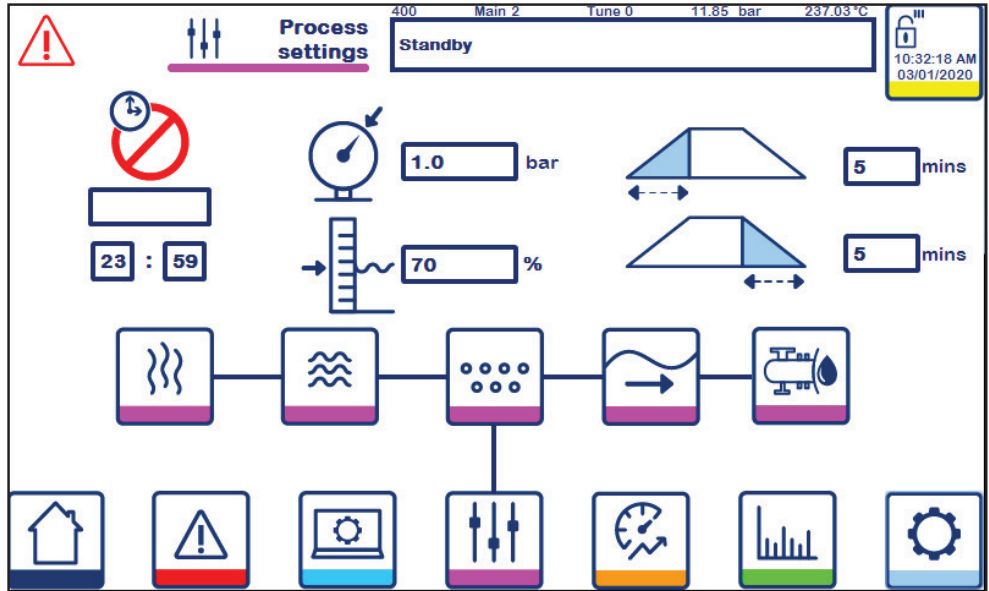 400 Main 2 Tune 0 11.85 bar 237.03 °C
Process
settings
Standby
10:32:18 AM
03/01/2020
1.0 bar
5 mins
23 : 59
70 %
5 mins